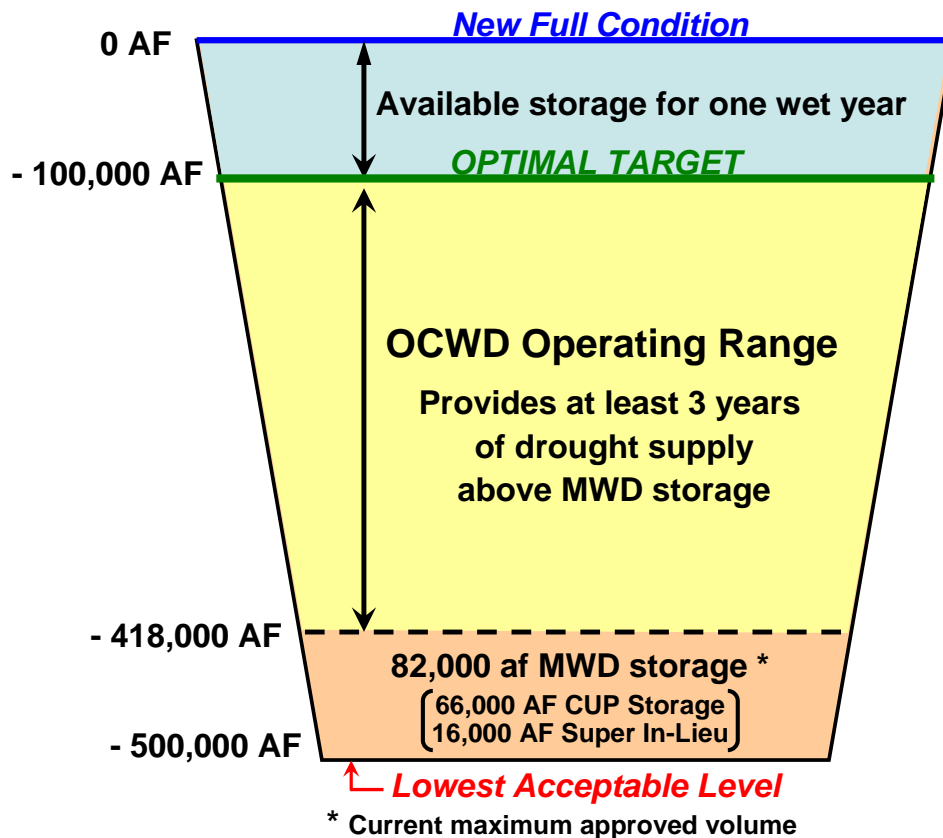 New Full Condition
0 AF
Available storage for one wet year
OPTIMAL TARGET
- 100,000 AF
OCWD Operating Range
Provides at least 3 years
of drought supply
above MWD storage
- 418,000 AF
82,000 af MWD storage *
66,000 AF CUP Storage
16,000 AF Super In-Lieu
- 500,000 AF
Lowest Acceptable Level
* Current maximum approved volume